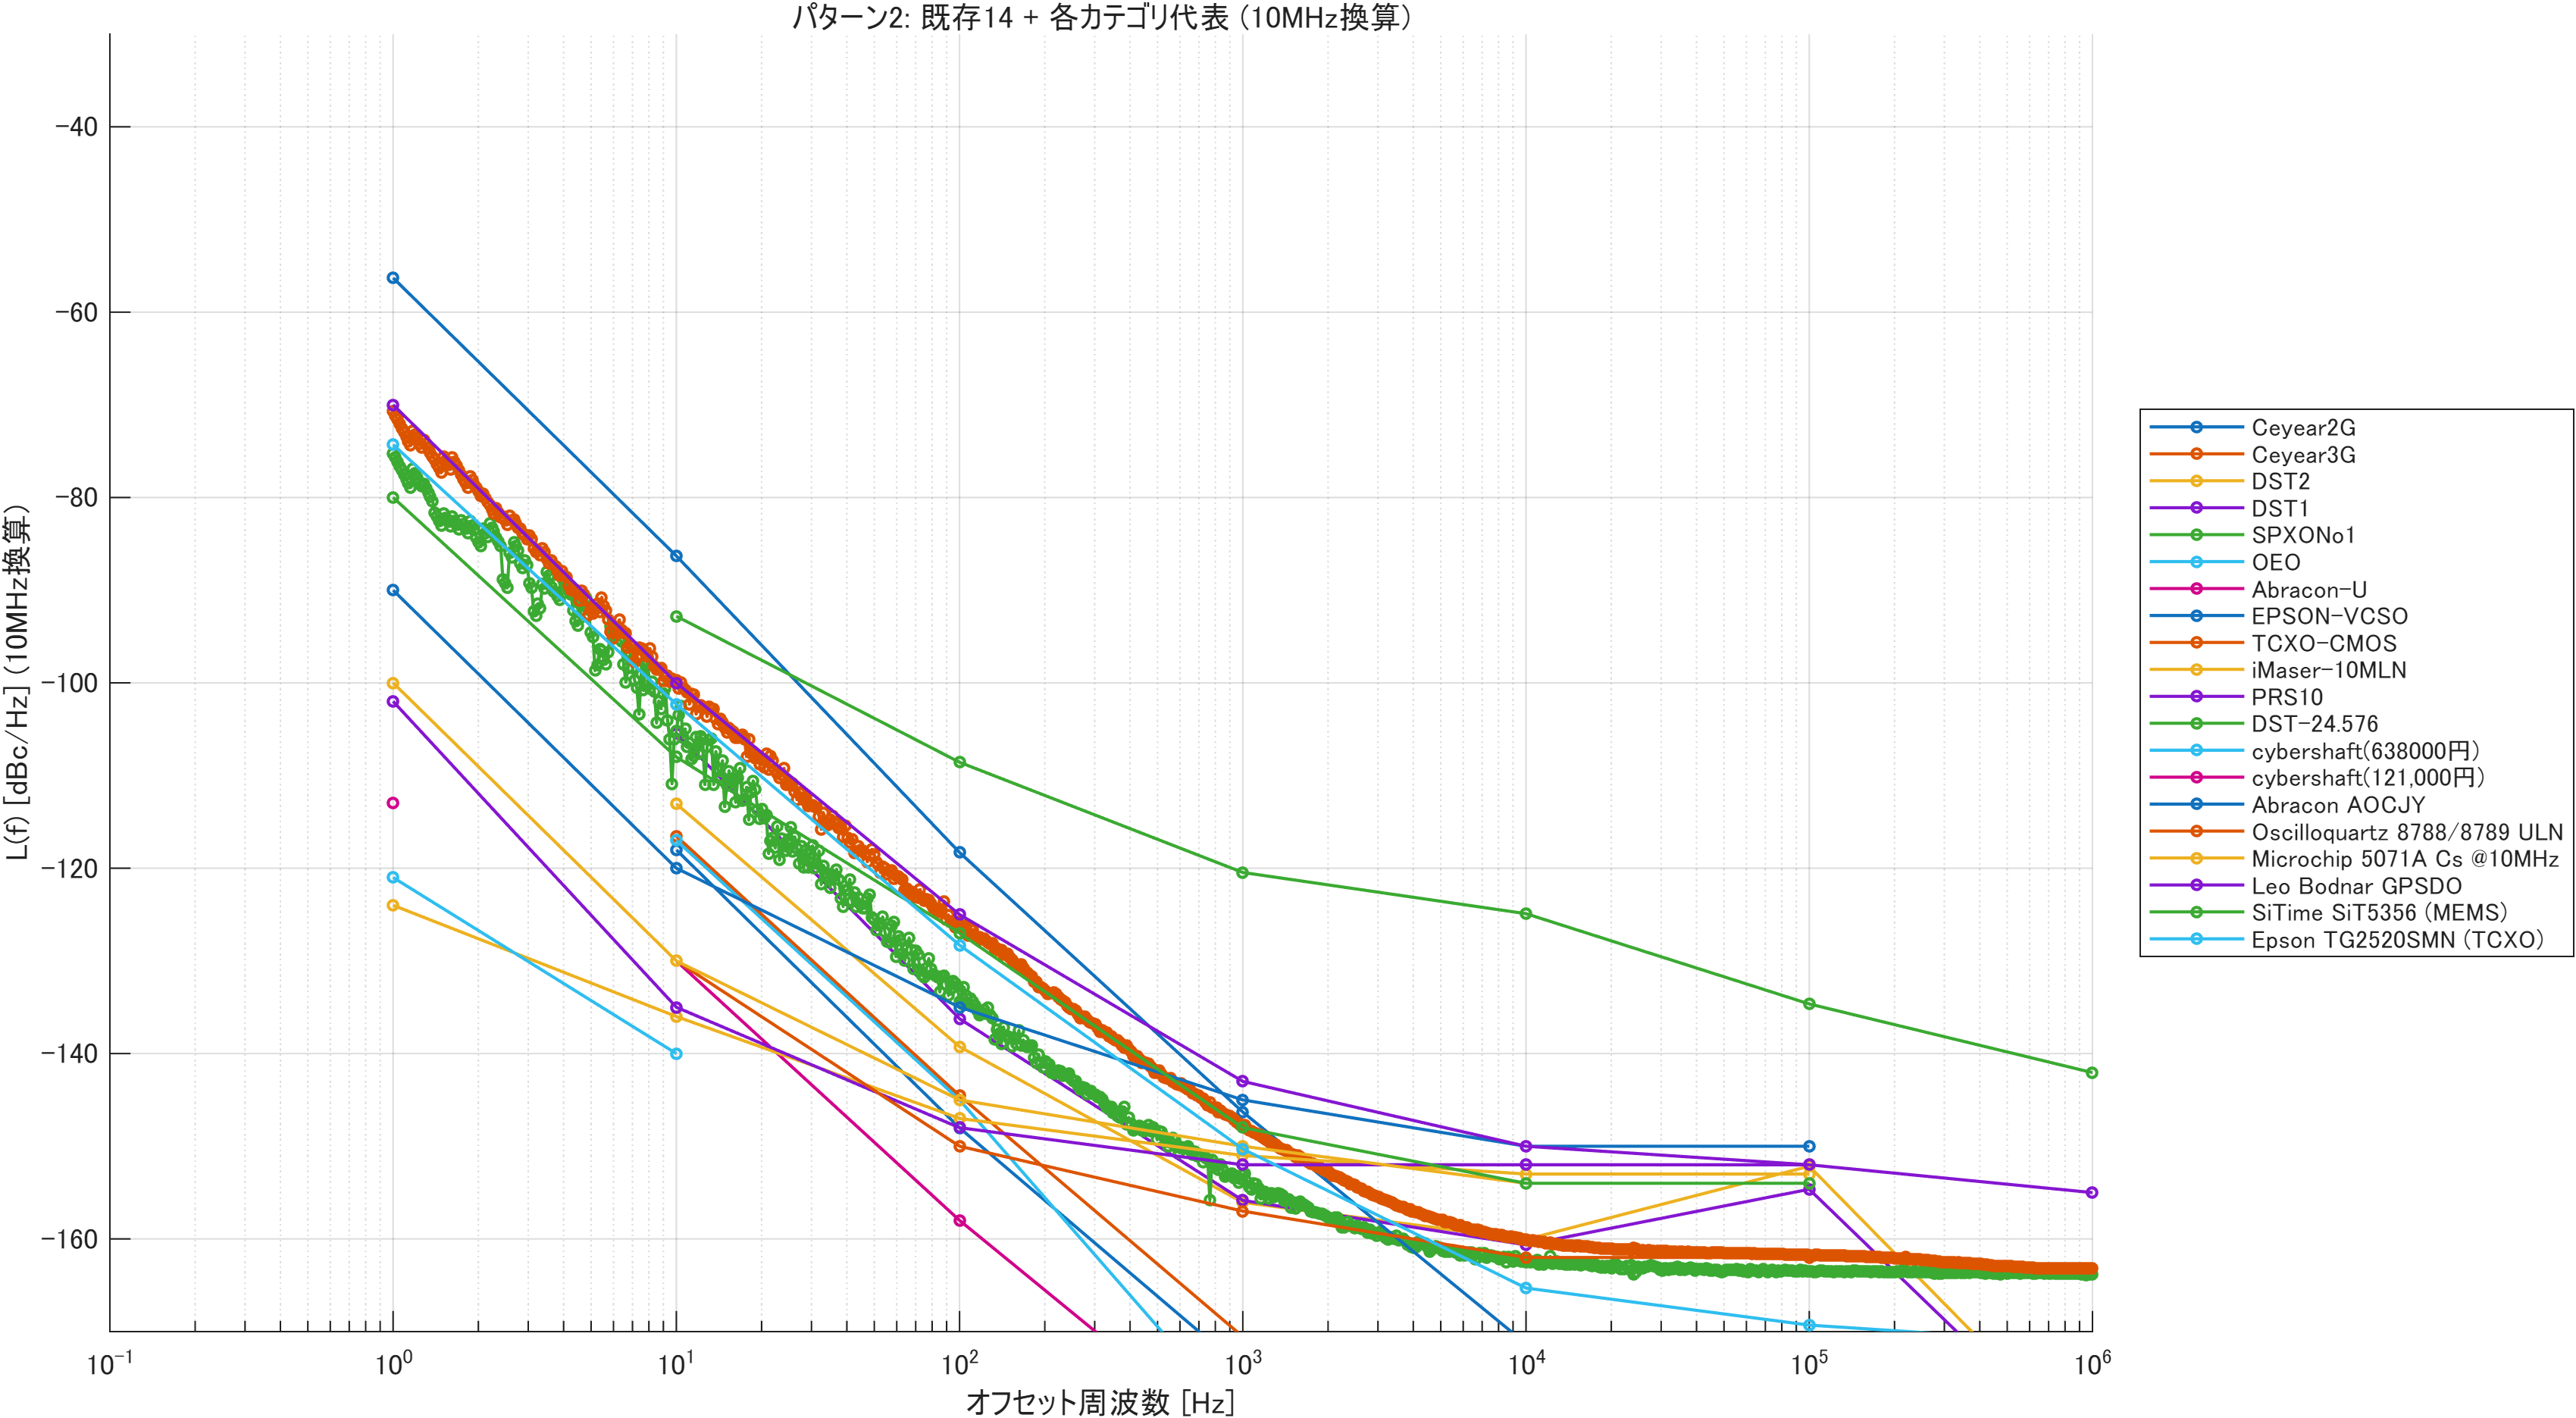 パターン2: 既存14 + 各カテゴリ代表 (10MHz換算)
L(f) [dBc/Hz] (10MHz換算)
-40
-60
-80
-100
-120
-140
-160
10^-1
10^0
10^1
10^2
10^3
10^4
10^5
10^6
オフセット周波数 [Hz]
Ceyear2G
Ceyear3G
DST2
DST1
SPXONo1
OEO
Abracon-U
EPSON-VCSO
TCXO-CMOS
iMaser-10MLN
PRS10
DST-24.576
cybershaft(638000円)
cybershaft(121,000円)
Abracon AOCJY
Oscilloquartz 8788/8789 ULN
Microchip 5071A Cs @10MHz
Leo Bodnar GPSDO
SiTime SiT5356 (MEMS)
Epson TG2520SMN (TCXO)